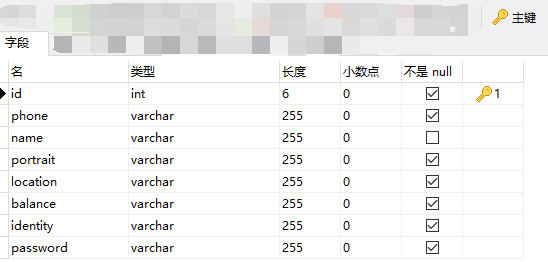 主键
字段
名 类型 长度 小数点 不是 null
id int 6 0 1
phone varchar 255 0
name varchar 255 0
portrait varchar 255 0
location varchar 255 0
balance varchar 255 0
identity varchar 255 0
password varchar 255 0